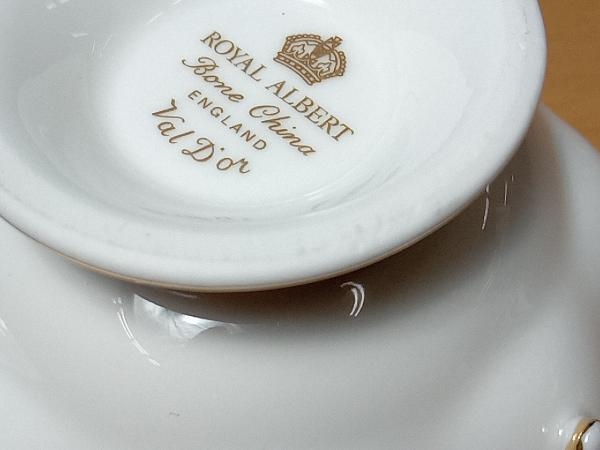 ROYAL ALBERT
Bone China
ENGLAND
Val D'or